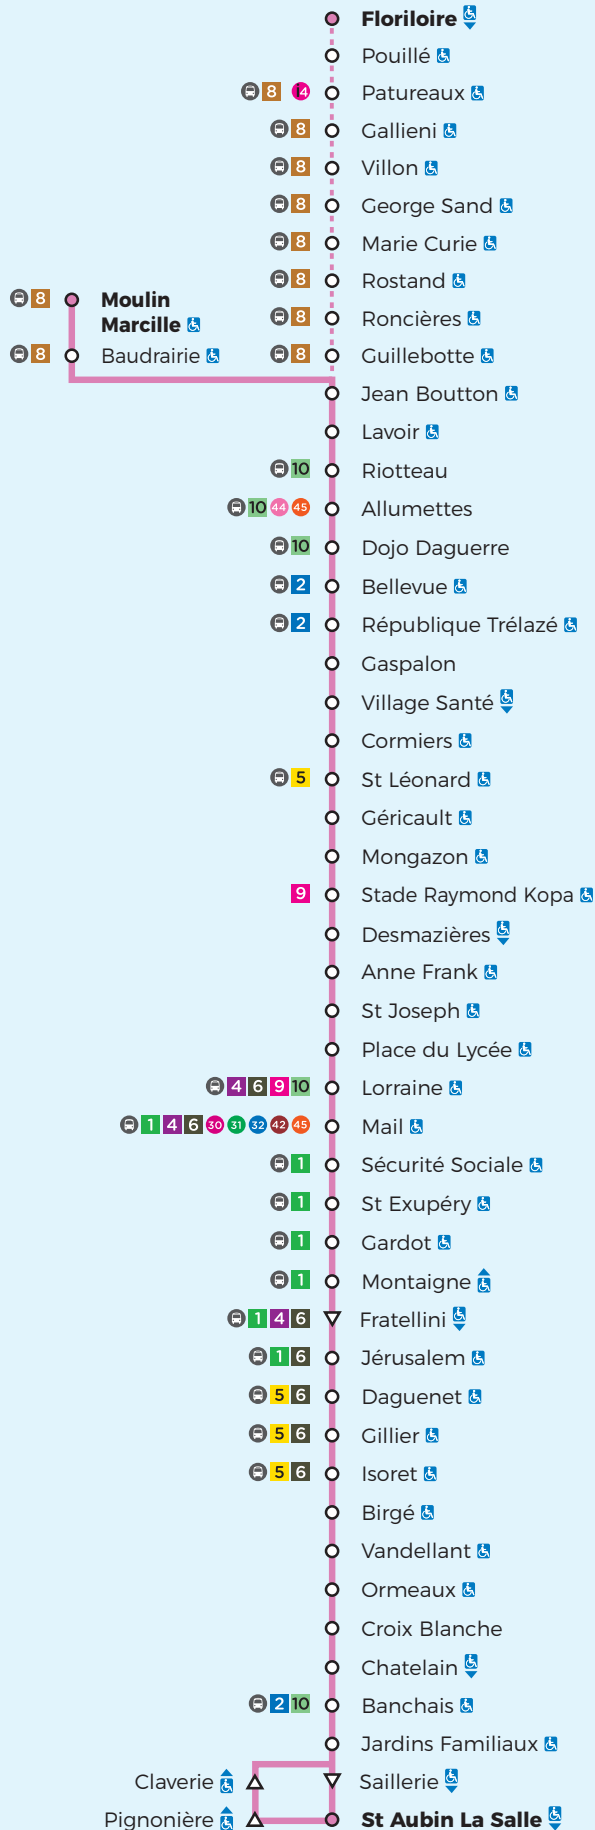 Floriloire
Pouillé
8 i4 Patureaux
8 Gallieni
8 Villon
8 George Sand
8 Marie Curie
8 Rostand
8 Moulin
Marcille
8 Roncières
8 Baudrairie
8 Guillebotte
Jean Boutton
Lavoir
10 Riotteau
10 44 45 Allumettes
10 Dojo Daguerre
2 Bellevue
2 République Trélazé
Gaspalon
Village Santé
Cormiers
5 St Léonard
Géricault
Mongazon
9 Stade Raymond Kopa
Desmazières
Anne Frank
St Joseph
Place du Lycée
4 6 9 10 Lorraine
1 4 6 30 31 32 42 45 Mail
1 Sécurité Sociale
1 St Exupéry
1 Gardot
1 Montaigne
1 4 6 Fratellini
1 6 Jérusalem
5 6 Daguenet
5 6 Gillier
5 6 Isoret
Birgé
Vandellant
Ormeaux
Croix Blanche
Chatelain
2 10 Banchais
Jardins Familiaux
Claverie
Saillerie
Pignonière
St Aubin La Salle